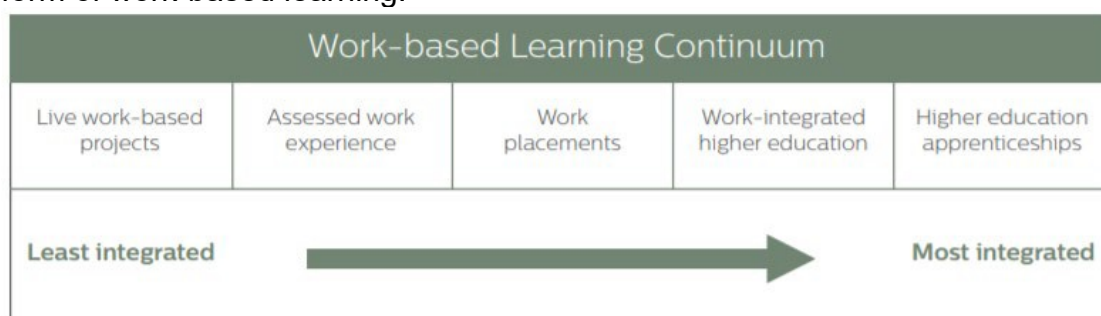 form of work based learning.
Work-based Learning Continuum
Live work-based
projects
Assessed work
experience
Work
placements
Work-integrated
higher education
Higher education
apprenticeships
Least integrated
Most integrated